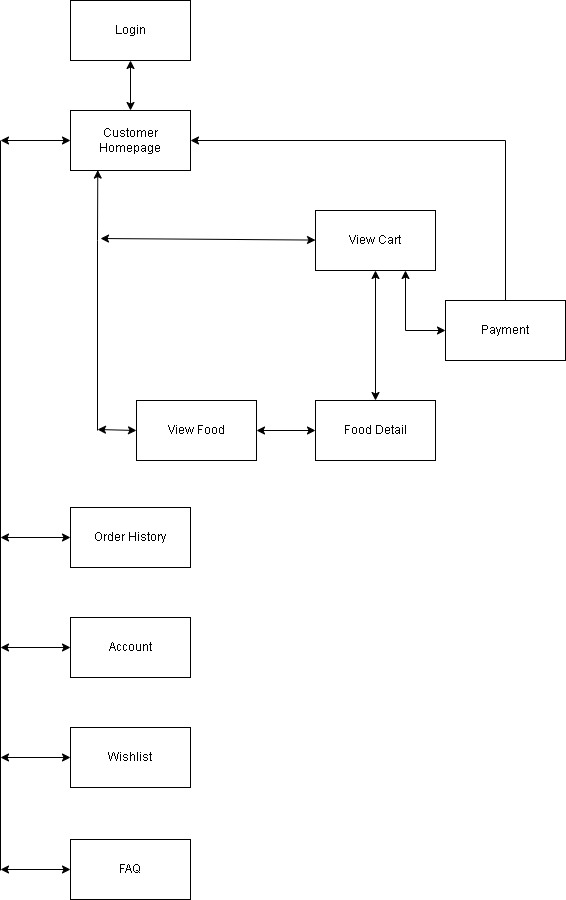 Login
Customer
Homepage
View Cart
Payment
View Food
Food Detail
Order History
Account
Wishlist
FAQ